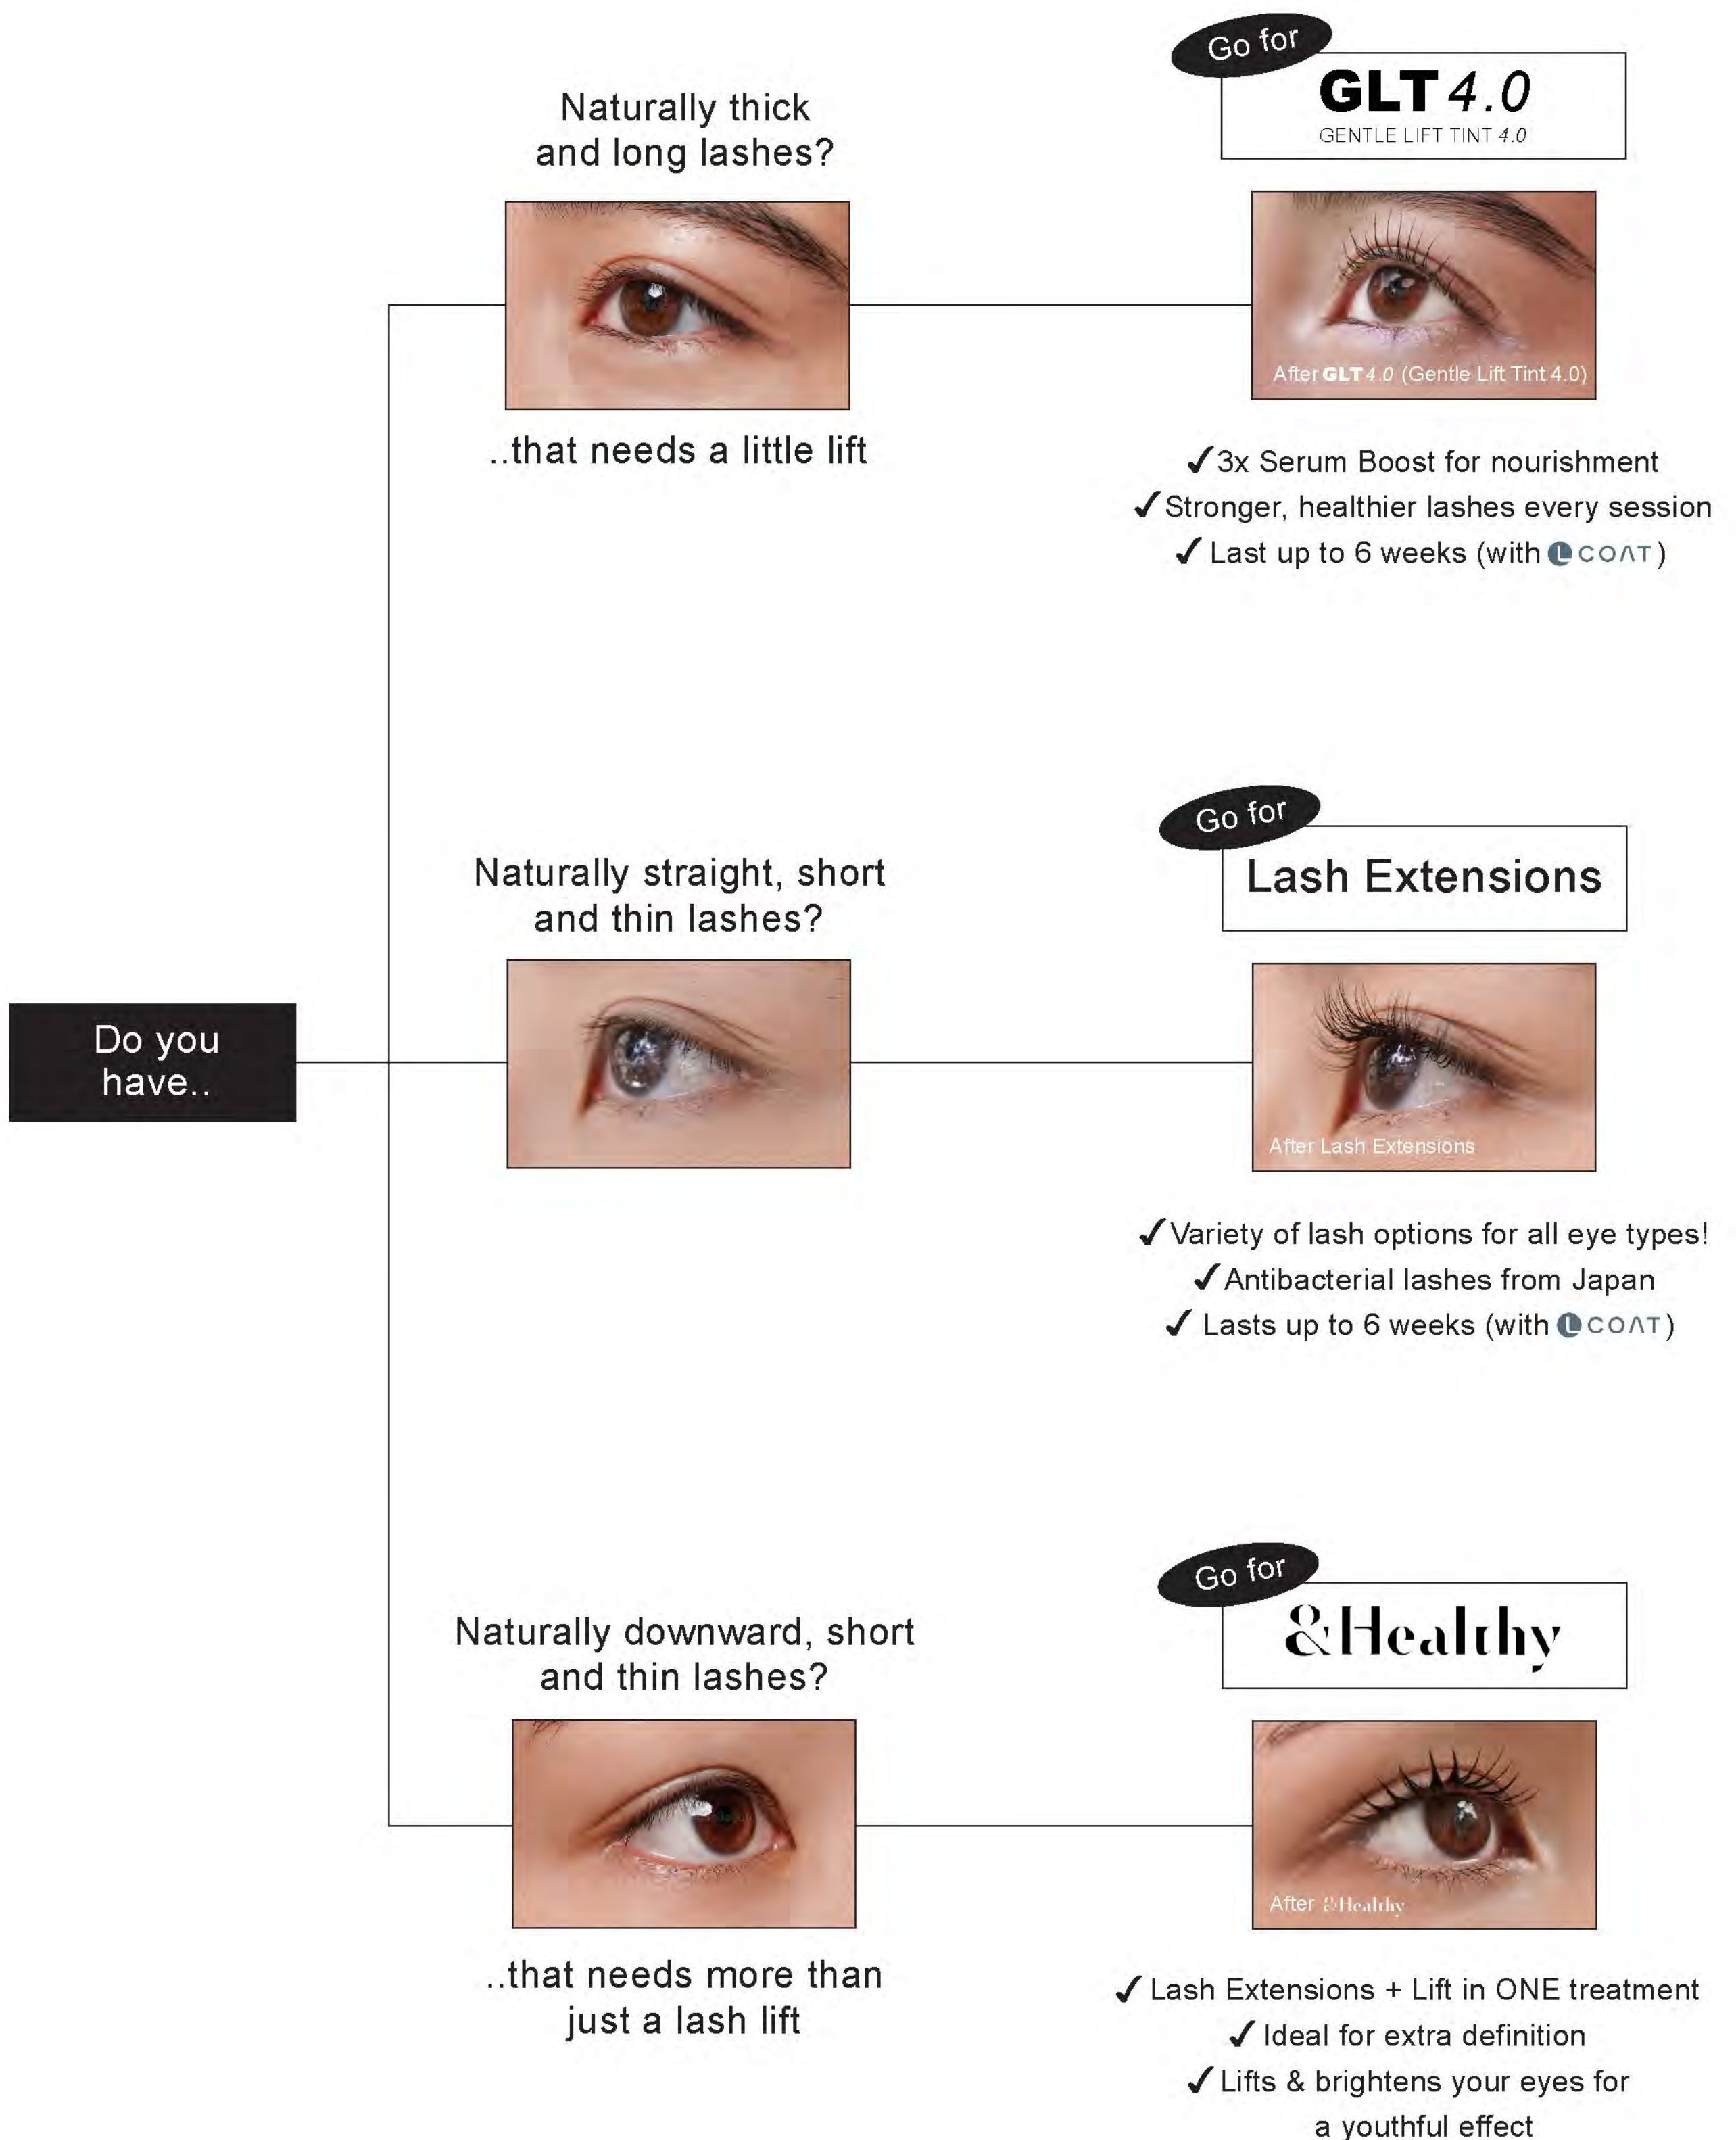 Do you
have..
Naturally thick
and long lashes?
..that needs a little lift
Go for
GLT 4.0
GENTLE LIFT TINT 4.0
After GLT 4.0 (Gentle Lift Tint 4.0)
✓3x Serum Boost for nourishment
✓Stronger, healthier lashes every session
✓ Last up to 6 weeks (with L COAT)
Naturally straight, short
and thin lashes?
Go for
Lash Extensions
After Lash Extensions
✓Variety of lash options for all eye types!
✓Antibacterial lashes from Japan
✓ Lasts up to 6 weeks (with L COAT)
Naturally downward, short
and thin lashes?
..that needs more than
just a lash lift
Go for
&Healthy
After &Healthy
✓ Lash Extensions + Lift in ONE treatment
✓ Ideal for extra definition
✓ Lifts & brightens your eyes for
a youthful effect